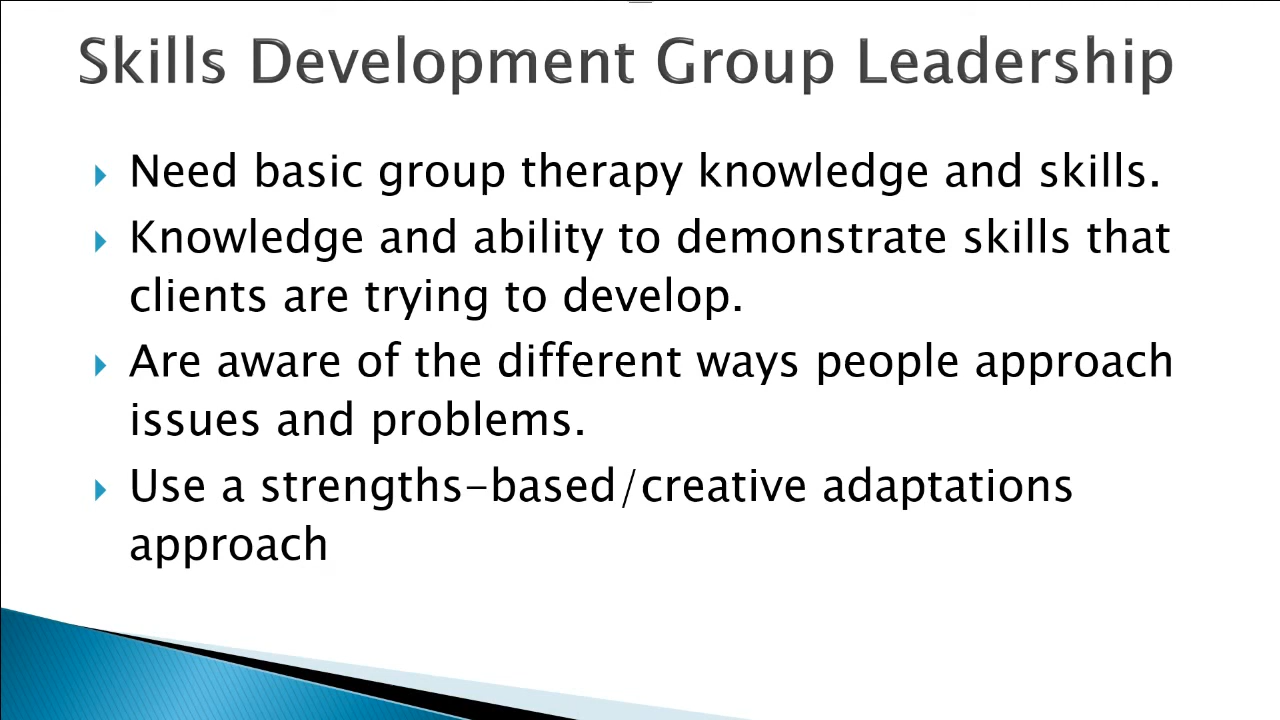 Skills Development Group Leadership
Need basic group therapy knowledge and skills.
Knowledge and ability to demonstrate skills that
clients are trying to develop.
Are aware of the different ways people approach
issues and problems.
Use a strengths-based/creative adaptations
approach